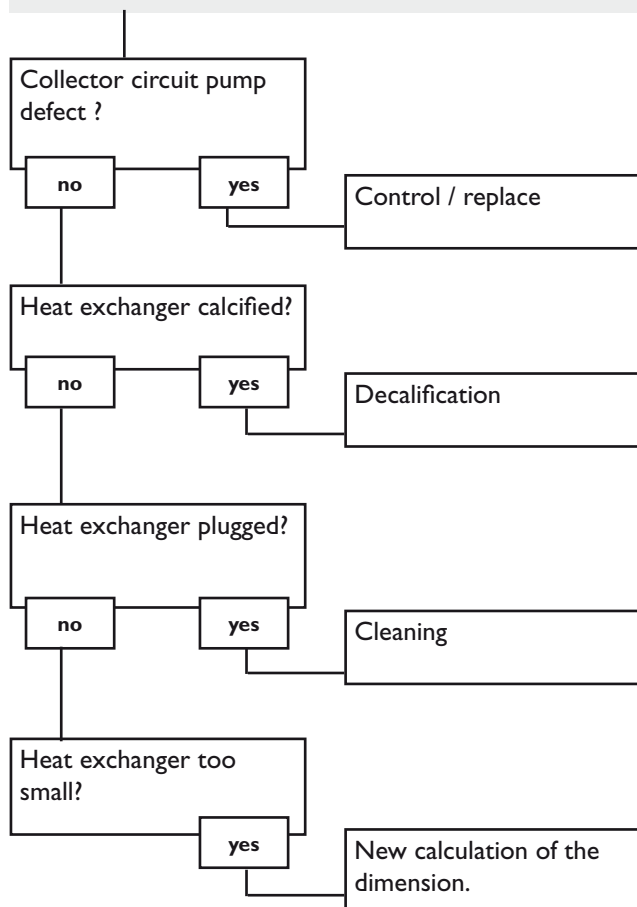 Collector circuit pump
defect ?
no
yes
Control / replace
Heat exchanger calcified?
no
yes
Decalification
Heat exchanger plugged?
no
yes
Cleaning
Heat exchanger too
small?
yes
New calculation of the
dimension.